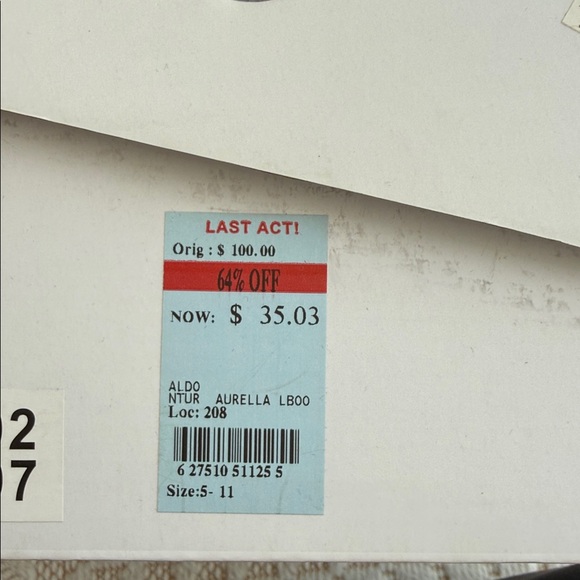 LAST ACT!
Orig : $ 100.00
64% OFF
NOW: $ 35.03
ALDO
NTUR AURELLA LBOO
Loc: 208
6 27510 51125 5
Size:5- 11
2
7